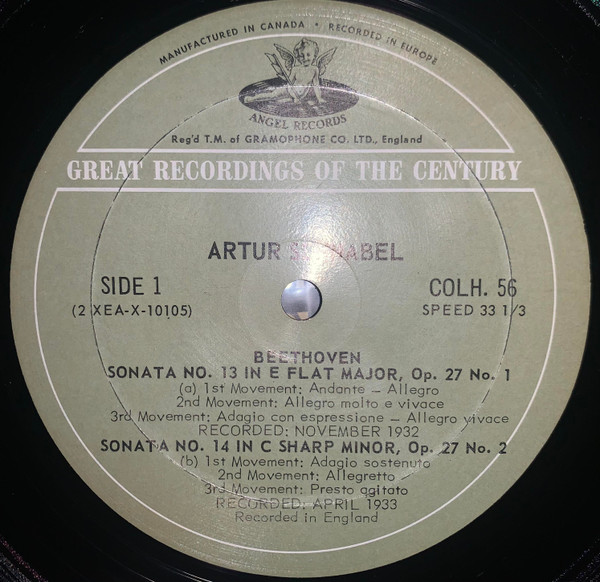 MANUFACTURED IN CANADA • RECORDED IN EUROPE
ANGEL RECORDS
Reg'd T.M. of GRAMOPHONE CO. LTD., England
GREAT RECORDINGS OF THE CENTURY
ARTUR SCHNABEL
SIDE 1
(2 XEA-X-10105)
COLH. 56
SPEED 33 1/3
BEETHOVEN
SONATA NO. 13 IN E FLAT MAJOR, Op. 27 No. 1
(a) 1st Movement: Andante – Allegro
2nd Movement: Allegro molto e vivace
3rd Movement: Adagio con espressione – Allegro vivace
RECORDED: NOVEMBER 1932
SONATA NO. 14 IN C SHARP MINOR, Op. 27 No. 2
(b) 1st Movement: Adagio sostenuto
2nd Movement: Allegretto
3rd Movement: Presto agitato
RECORDED: APRIL 1933
Recorded in England